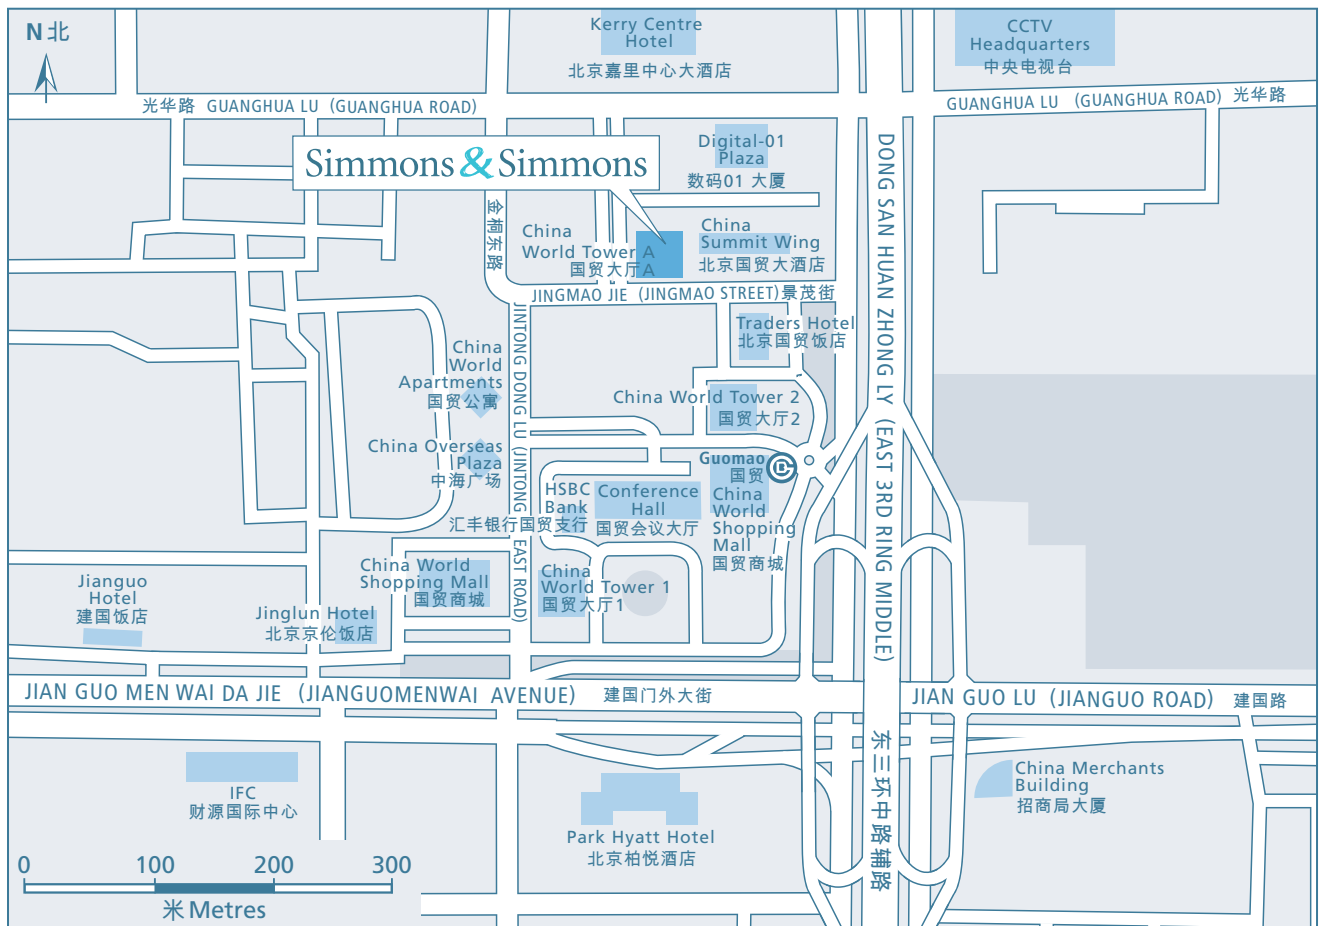 N 北
Kerry Centre
Hotel
北京嘉里中心大酒店
CCTV
Headquarters
中央电视台
光华路 GUANGHUA LU (GUANGHUA ROAD)
GUANGHUA LU (GUANGHUA ROAD) 光华路
Simmons&Simmons
Digital-01
Plaza
数码01 大厦
金桐东路
China
World Tower A
国贸大厅A
China
Summit Wing
北京国贸大酒店
JINGMAO JIE (JINGMAO STREET)景茂街
DONG SAN HUAN ZHONG LY (EAST 3RD RING MIDDLE)
东三环中路辅路
JINTONG DONG LU (JINTONG EAST ROAD)
Traders Hotel
北京国贸饭店
China
World
Apartments
国贸公寓
China World Tower 2
国贸大厅2
China Overseas
Plaza
中海广场
Guomao
国贸
HSBC
Bank
汇丰银行国贸支行
Conference
Hall
国贸会议大厅
China
World
Shopping
Mall
国贸商城
China World
Shopping Mall
国贸商城
China
World Tower 1
国贸大厅1
Jianguo
Hotel
建国饭店
Jinglun Hotel
北京京伦饭店
JIAN GUO MEN WAI DA JIE (JIANGUOMENWAI AVENUE) 建国门外大街
JIAN GUO LU (JIANGUO ROAD) 建国路
IFC
财源国际中心
China Merchants
Building
招商局大厦
Park Hyatt Hotel
北京柏悦酒店
0 100 200 300
米 Metres